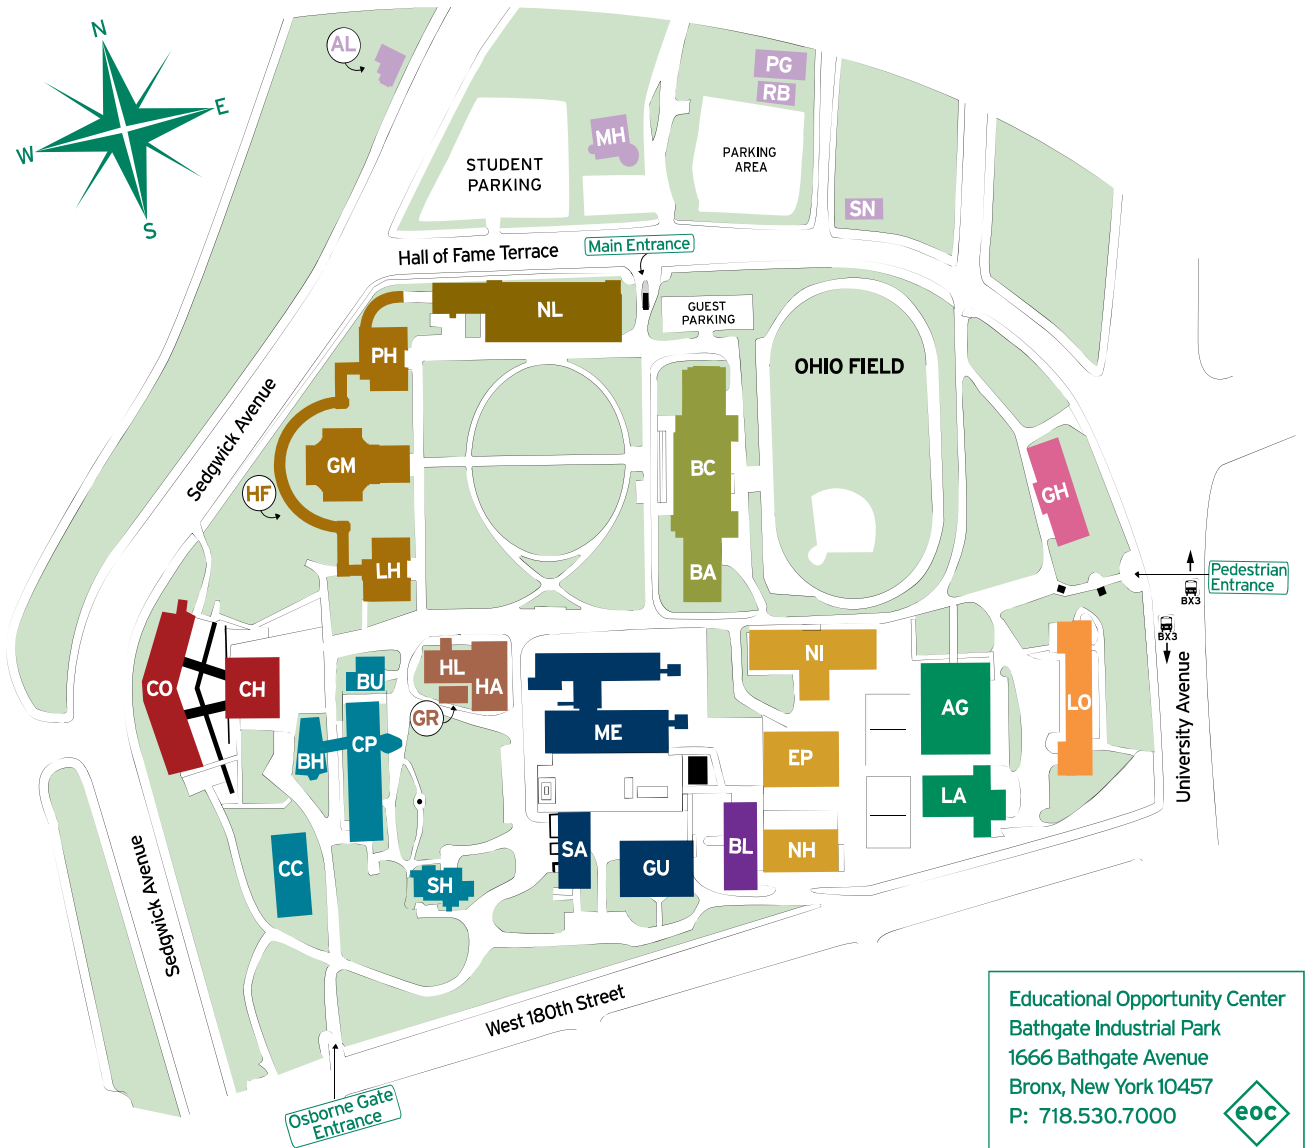 N
E
W
S
AL
PG
RB
MH
STUDENT
PARKING
PARKING
AREA
SN
Main Entrance
Hall of Fame Terrace
NL
GUEST
PARKING
PH
OHIO FIELD
Sedgwick Avenue
GM
HF
BC
GH
LH
BA
Pedestrian
Entrance
BX3
BX3
University Avenue
CO
CH
BU
HL
HA
GR
NI
ME
AG
LO
BH
CP
EP
LA
CC
SH
SA
GU
BL
NH
Sedgwick Avenue
West 180th Street
Osborne Gate
Entrance
Educational Opportunity Center
Bathgate Industrial Park
1666 Bathgate Avenue
Bronx, New York 10457
P: 718.530.7000
eoc